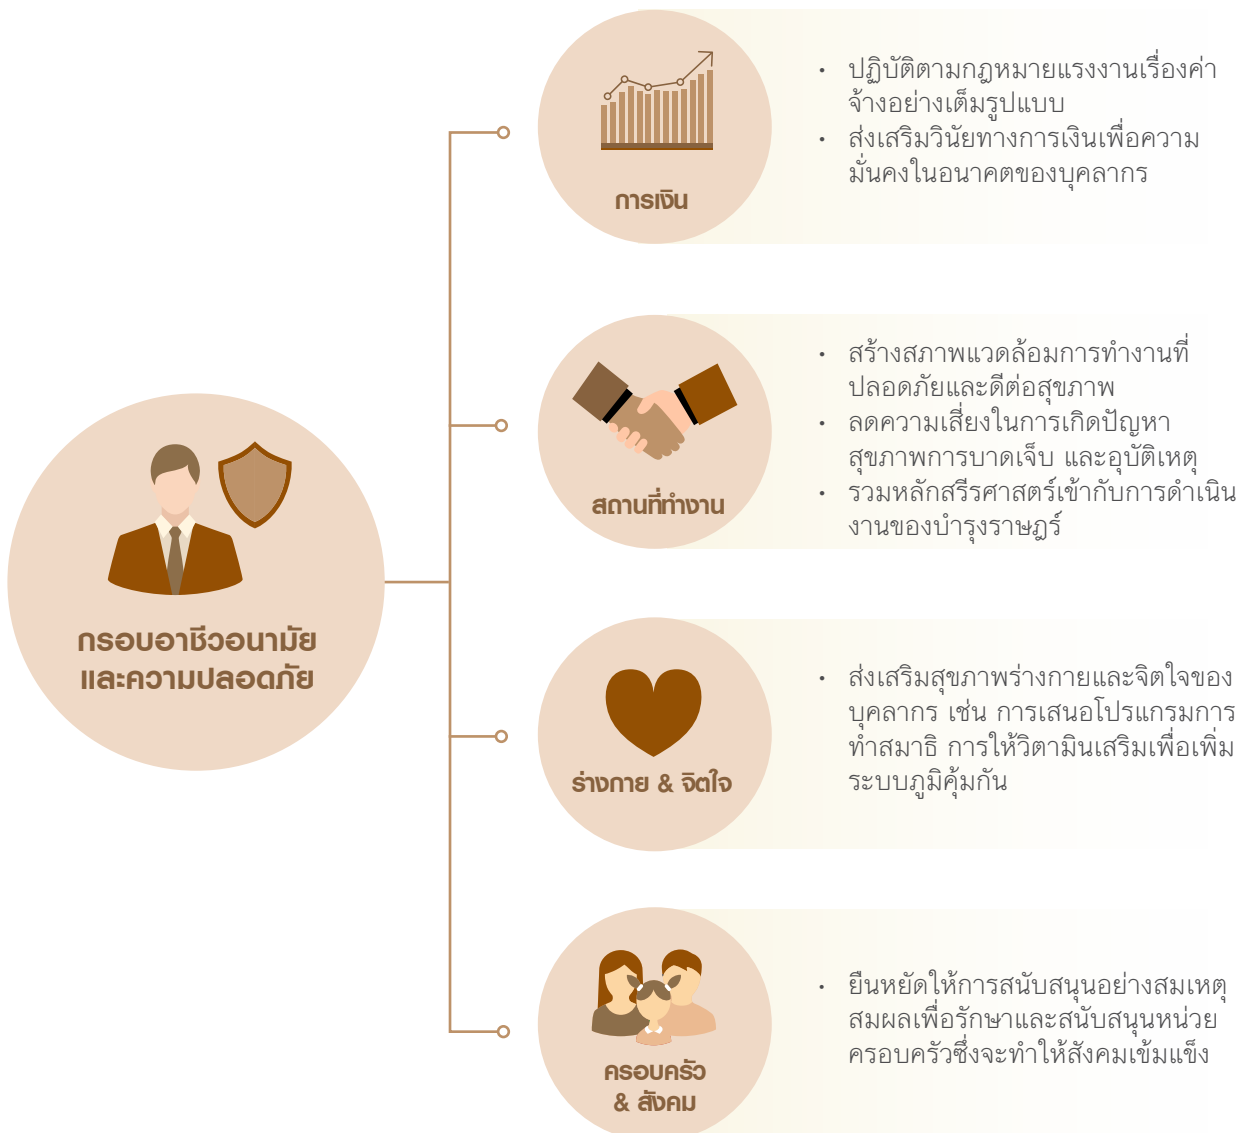 การเงิน
• ปฏิบัติตามกฎหมายแรงงานเรื่องค่า
จ้างอย่างเต็มรูปแบบ
• ส่งเสริมวินัยทางการเงินเพื่อความ
มั่นคงในอนาคตของบุคลากร
สถานที่ทำงาน
• สร้างสภาพแวดล้อมการทำงานที่
ปลอดภัยและดีต่อสุขภาพ
• ลดความเสี่ยงในการเกิดปัญหา
สุขภาพการบาดเจ็บ และอุบัติเหตุ
• รวมหลักสรีรศาสตร์เข้ากับการดำเนิน
งานของบำรุงราษฎร์
กรอบอาชีวอนามัย
และความปลอดภัย
ร่างกาย & จิตใจ
• ส่งเสริมสุขภาพร่างกายและจิตใจของ
บุคลากร เช่น การเสนอโปรแกรมการ
ทำสมาธิ การให้วิตามินเสริมเพื่อเพิ่ม
ระบบภูมิคุ้มกัน
ครอบครัว
& สังคม
• ยืนหยัดให้การสนับสนุนอย่างสมเหตุ
สมผลเพื่อรักษาและสนับสนุนหน่วย
ครอบครัวซึ่งจะทำให้สังคมเข้มแข็ง